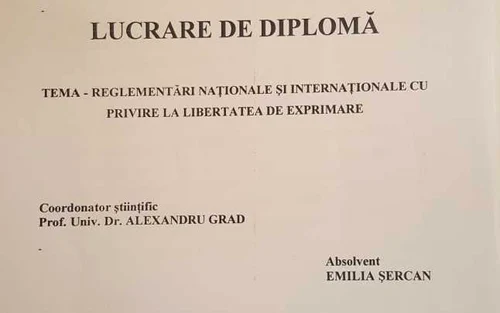 LUCRARE DE DIPLOMĂ
TEMA - REGLEMENTĂRI NAȚIONALE ȘI INTERNAȚIONALE CU
PRIVIRE LA LIBERTATEA DE EXPRIMARE
Coordonator științific
Prof. Univ. Dr. ALEXANDRU GRAD
Absolvent
EMILIA ȘERCAN